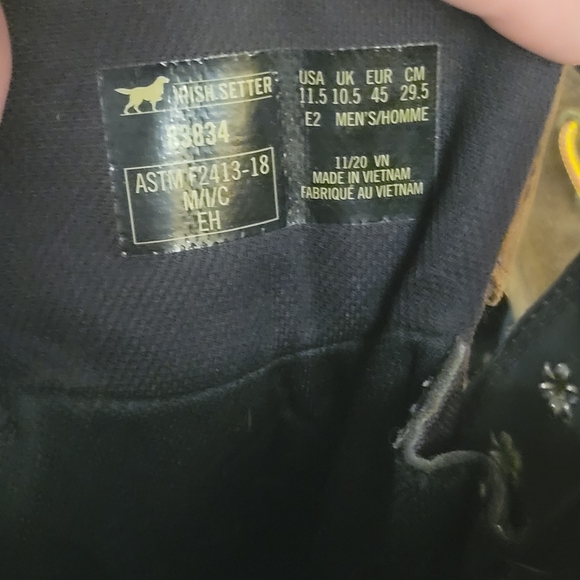 IRISH SETTER
83834
ASTM F2413-18
M/I/C
EH
USA UK EUR CM
11.5 10.5 45 29.5
E2 MEN'S/HOMME
11/20 VN
MADE IN VIETNAM
FABRIQUÉ AU VIETNAM